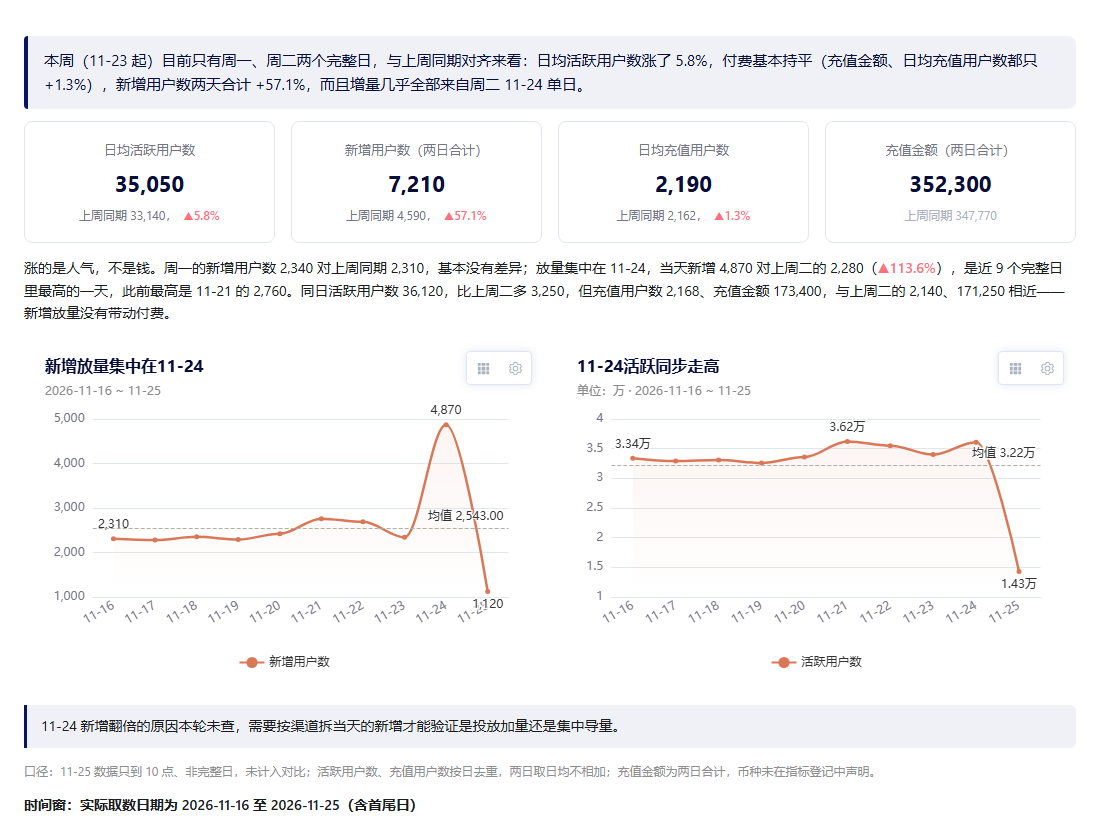 本周（11-23 起）目前只有周一、周二两个完整日，与上周同期对齐来看：日均活跃用户数涨了 5.8%，付费基本持平（充值金额、日均充值用户数都只
+1.3%），新增用户数两天合计 +57.1%，而且增量几乎全部来自周二 11-24 单日。
日均活跃用户数
35,050
上周同期 33,140， ▲5.8%
新增用户数（两日合计）
7,210
上周同期 4,590， ▲57.1%
日均充值用户数
2,190
上周同期 2,162， ▲1.3%
充值金额（两日合计）
352,300
上周同期 347,770
涨的是人气，不是钱。周一的新增用户数 2,340 对上周同期 2,310，基本没有差异；放量集中在 11-24，当天新增 4,870 对上周二的 2,280（▲113.6%），是近 9 个完整日
里最高的一天，此前最高是 11-21 的 2,760。同日活跃用户数 36,120，比上周二多 3,250，但充值用户数 2,168、充值金额 173,400，与上周二的 2,140、171,250 相近——
新增放量没有带动付费。
新增放量集中在11-24
2026-11-16 ~ 11-25
5,000
4,000
3,000
2,000
1,000
2,310
4,870
均值 2,543.00
1,120
11-16
11-17
11-18
11-19
11-20
11-21
11-22
11-23
11-24
11-25
新增用户数
11-24活跃同步走高
单位：万 · 2026-11-16 ~ 11-25
4
3.5
3
2.5
2
1.5
1
3.34万
3.62万
均值 3.22万
1.43万
11-16
11-17
11-18
11-19
11-20
11-21
11-22
11-23
11-24
11-25
活跃用户数
11-24 新增翻倍的原因本轮未查，需要按渠道拆当天的新增才能验证是投放加量还是集中导量。
口径：11-25 数据只到 10 点、非完整日，未计入对比；活跃用户数、充值用户数按日去重，两日取日均不相加；充值金额为两日合计，币种未在指标登记中声明。
时间窗：实际取数日期为 2026-11-16 至 2026-11-25（含首尾日）